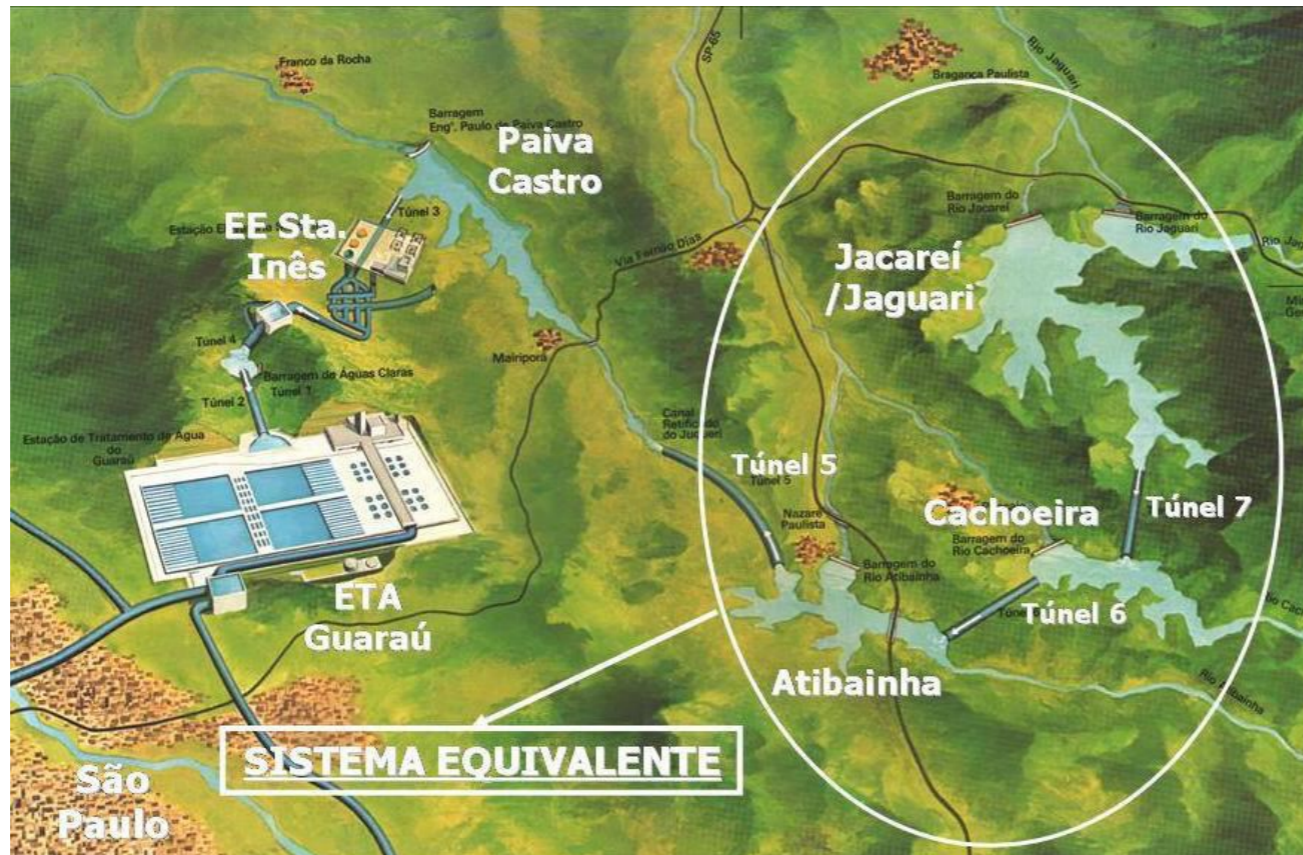 Franco da Rocha
Barragem
Eng°. Paulo de Paiva Castro
Paiva
Castro
SP-65
Bragança Paulista
Rio Jaguari
Túnel 3
EE Sta.
Inês
Barragem do
Rio Jacareí
Barragem do
Rio Jaguari
Jacareí
/Jaguari
Via Fernão Dias
Túnel 4
Mairiporã
Barragem de Águas Claras
Túnel 1
Túnel 2
Estação de Tratamento de Água
do
Guaraú
Canal
Retificado
do Juqueri
Túnel 5
Túnel 5
Nazaré
Paulista
Cachoeira
Túnel 7
Barragem do
Rio Cachoeira
Barragem do
Rio Atibainha
Túnel 6
ETA
Guaraú
Atibainha
Rio Atibainha
SISTEMA EQUIVALENTE
São
Paulo